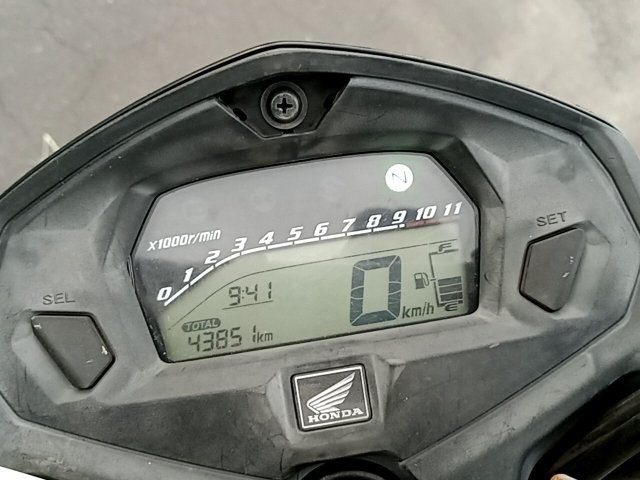 N
x1000r/min
0 1 2 3 4 5 6 7 8 9 10 11
SEL
SET
9:41
0 km/h
F
E
TOTAL
43851 km
HONDA